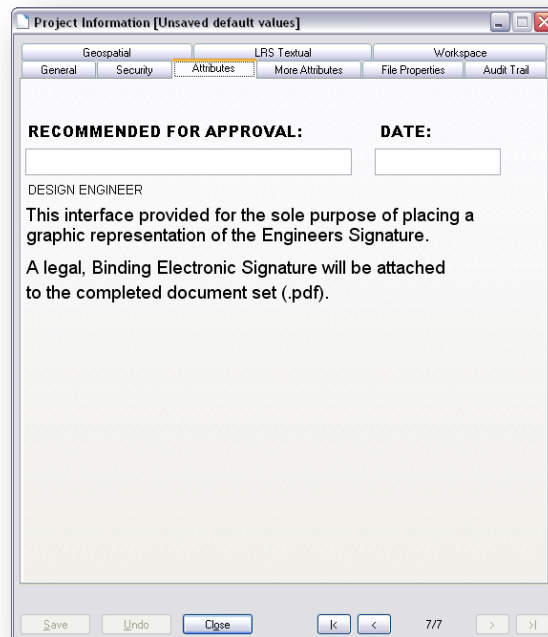 Project Information [Unsaved default values]
Geospatial LRS Textual Workspace
General Security Attributes More Attributes File Properties Audit Trail
RECOMMENDED FOR APPROVAL: DATE:
DESIGN ENGINEER
This interface provided for the sole purpose of placing a
graphic representation of the Engineers Signature.
A legal, Binding Electronic Signature will be attached
to the completed document set (.pdf).
Save Undo Close |< < 7/7 > >|